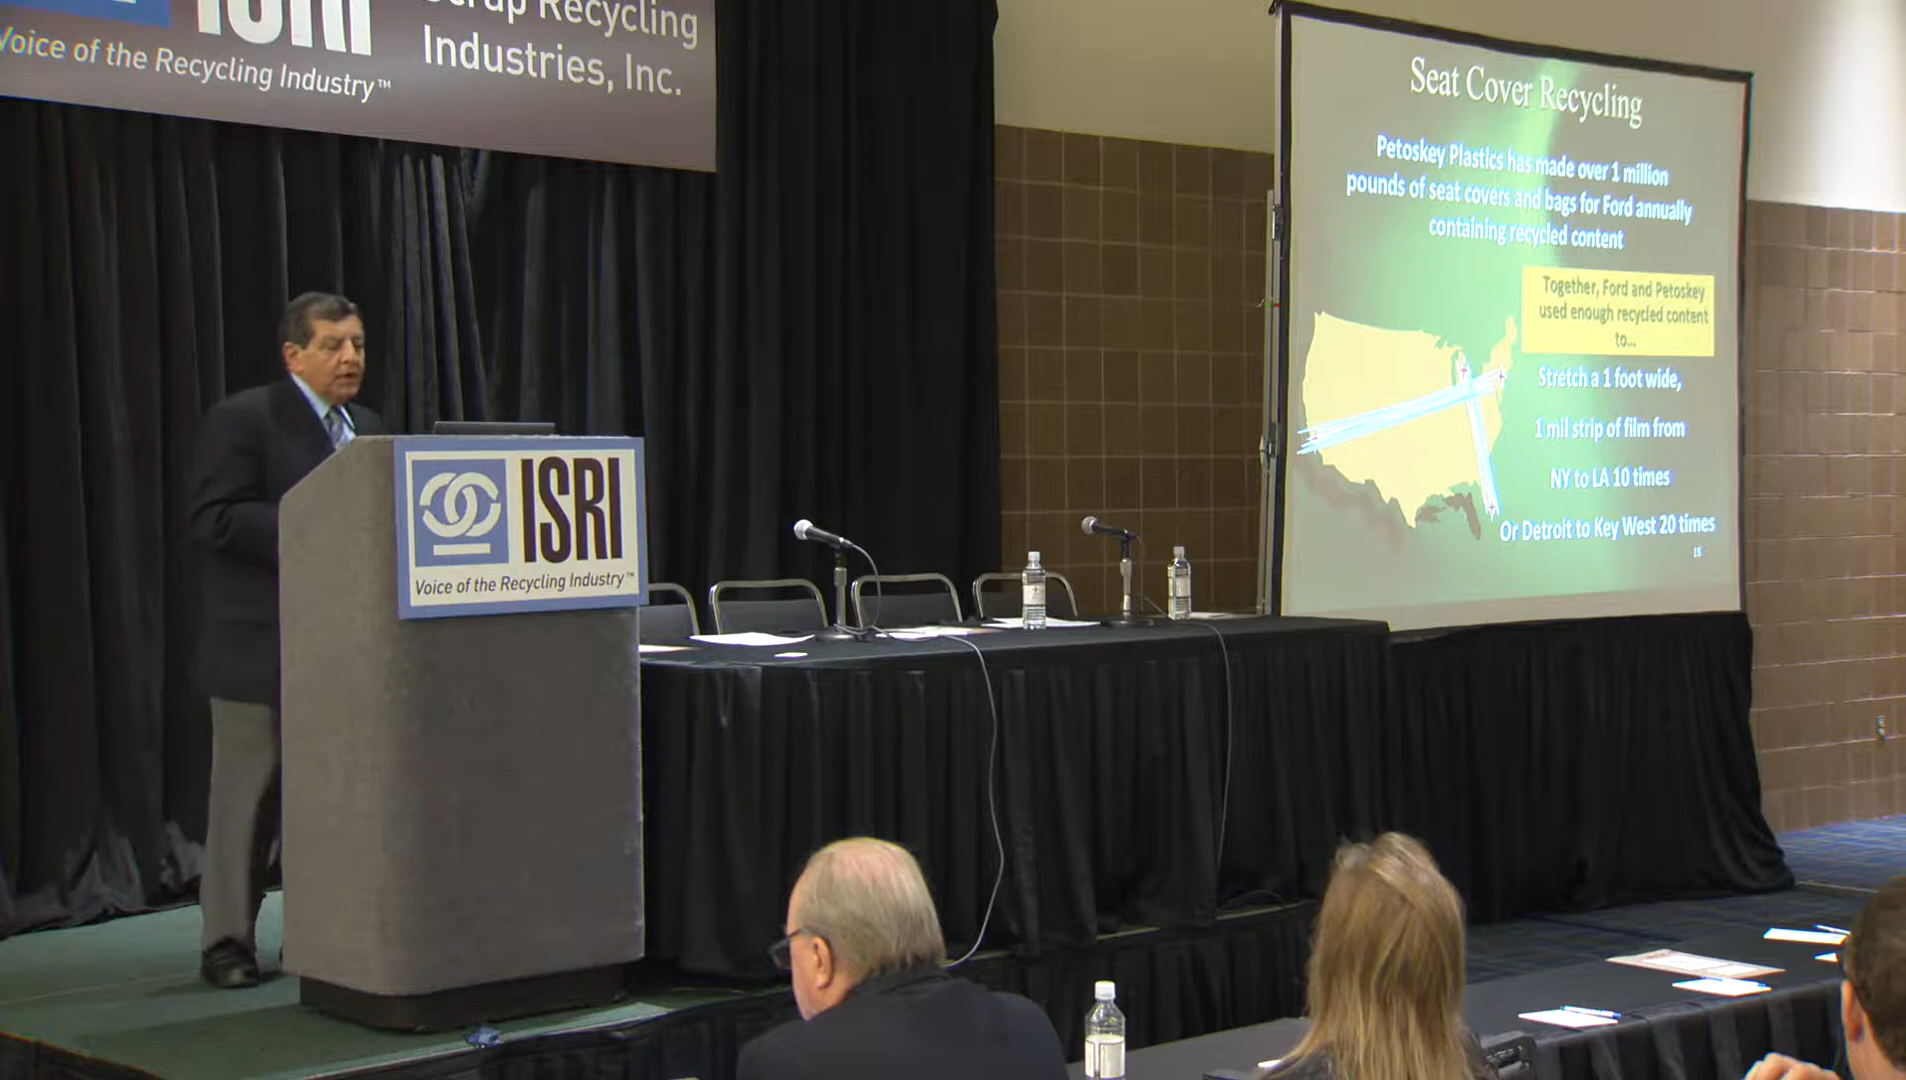 ISRI
Voice of the Recycling Industry™
Scrap Recycling
Industries, Inc.
ISRI
Voice of the Recycling Industry™
Seat Cover Recycling
Petoskey Plastics has made over 1 million
pounds of seat covers and bags for Ford annually
containing recycled content
Together, Ford and Petoskey
used enough recycled content
to...
Stretch a 1 foot wide,
1 mil strip of film from
NY to LA 10 times
Or Detroit to Key West 20 times